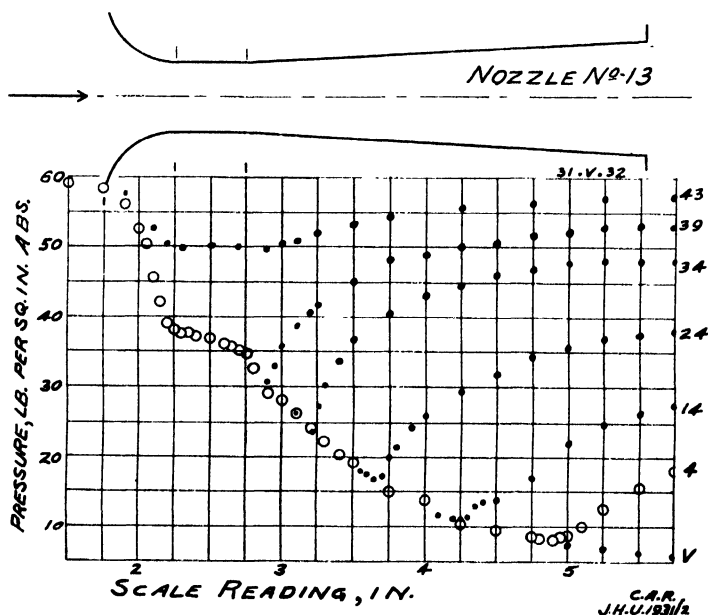 NOZZLE Nº-13
31.V.32
60
50
40
30
20
10
PRESSURE, LB. PER SQ. IN. ABS.
43
39
34
24
14
4
V
2
3
4
5
SCALE READING, IN.
C.A.R.
J.H.U. 1931/2